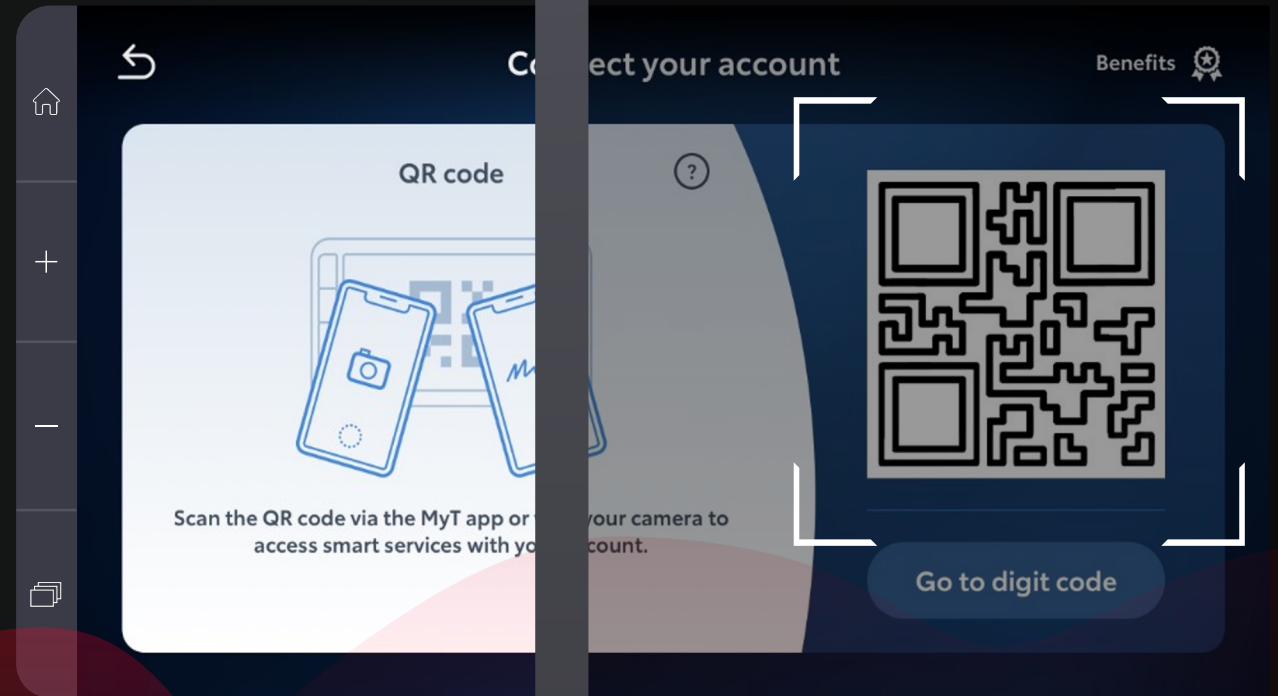 Co ect your account
Benefits
QR code
?
Scan the QR code via the MyT app or your camera to
access smart services with yo count.
Go to digit code